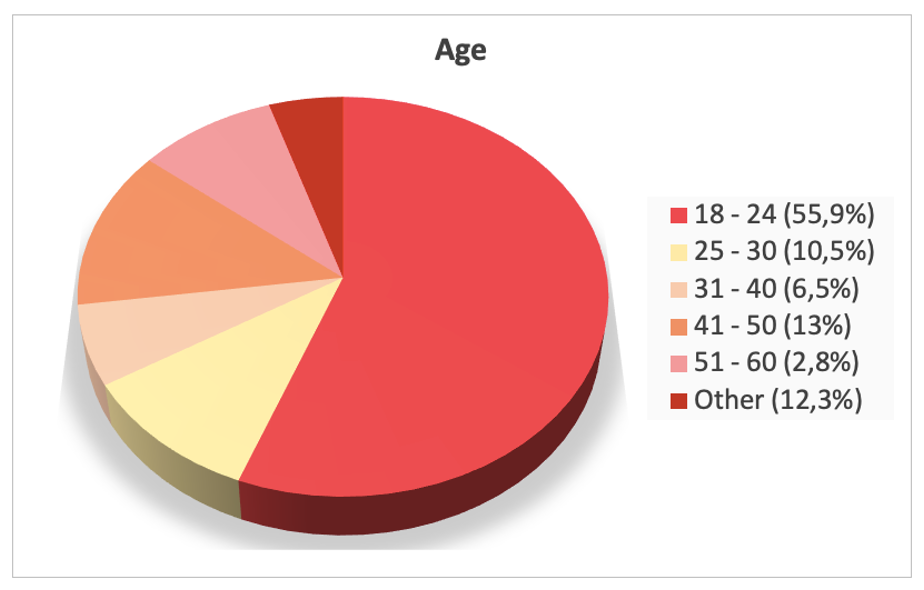 Age
18 - 24 (55,9%)
25 - 30 (10,5%)
31 - 40 (6,5%)
41 - 50 (13%)
51 - 60 (2,8%)
Other (12,3%)